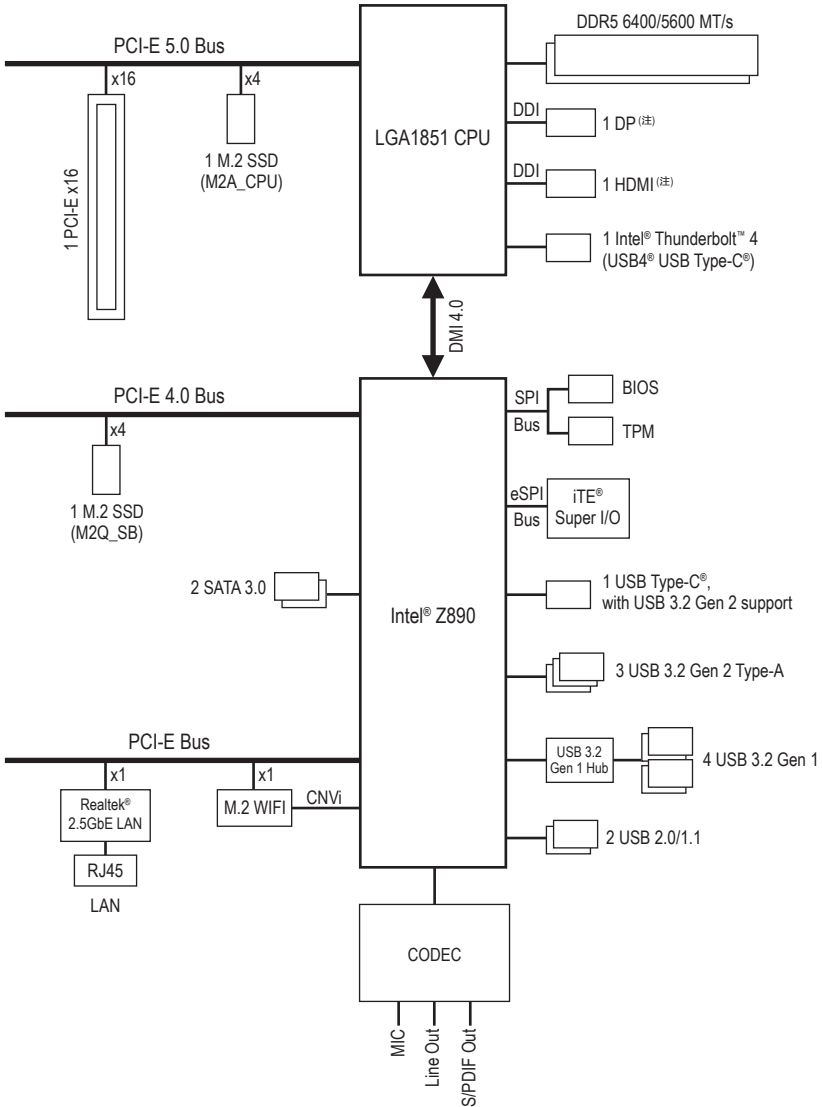 DDR5 6400/5600 MT/s
PCI-E 5.0 Bus
x16
x4
1 PCI-E x16
1 M.2 SSD
(M2A_CPU)
LGA1851 CPU
DDI
1 DP (注)
DDI
1 HDMI (注)
1 Intel® Thunderbolt™ 4
(USB4® USB Type-C®)
DMI 4.0
PCI-E 4.0 Bus
x4
1 M.2 SSD
(M2Q_SB)
SPI
Bus
BIOS
TPM
eSPI
Bus
iTE®
Super I/O
2 SATA 3.0
Intel® Z890
1 USB Type-C®,
with USB 3.2 Gen 2 support
3 USB 3.2 Gen 2 Type-A
PCI-E Bus
USB 3.2
Gen 1 Hub
4 USB 3.2 Gen 1
x1
x1
Realtek®
2.5GbE LAN
M.2 WIFI
CNVi
RJ45
LAN
2 USB 2.0/1.1
CODEC
MIC
Line Out
S/PDIF Out